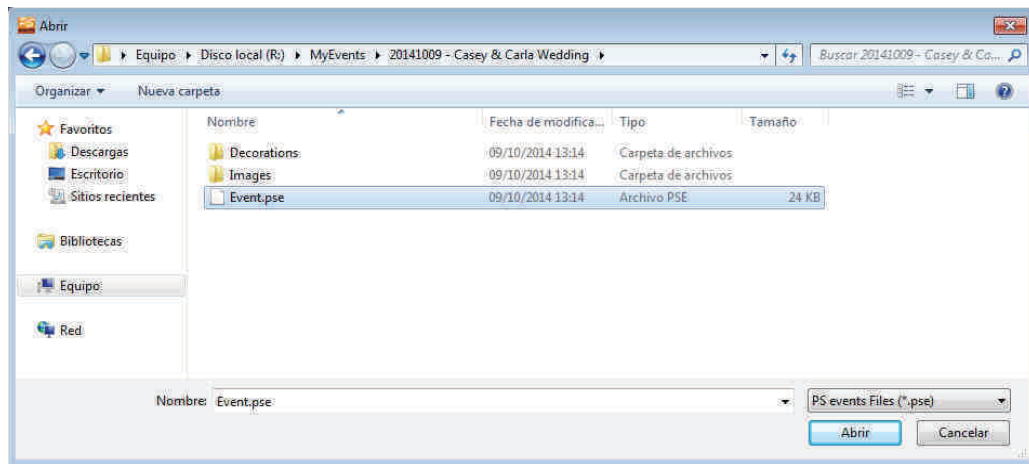 Abrir
Equipo Disco local (R:) MyEvents 20141009 - Casey & Carla Wedding
Buscar 20141009 - Casey & Ca...
Organizar Nueva carpeta
Nombre Fecha de modifica... Tipo Tamaño
Favoritos
Descargas
Escritorio
Sitios recientes
Bibliotecas
Equipo
Red
Decorations 09/10/2014 13:14 Carpeta de archivos
Images 09/10/2014 13:14 Carpeta de archivos
Event.pse 09/10/2014 13:14 Archivo PSE 24 KB
Nombre: Event.pse PS events Files (*.pse)
Abrir Cancelar